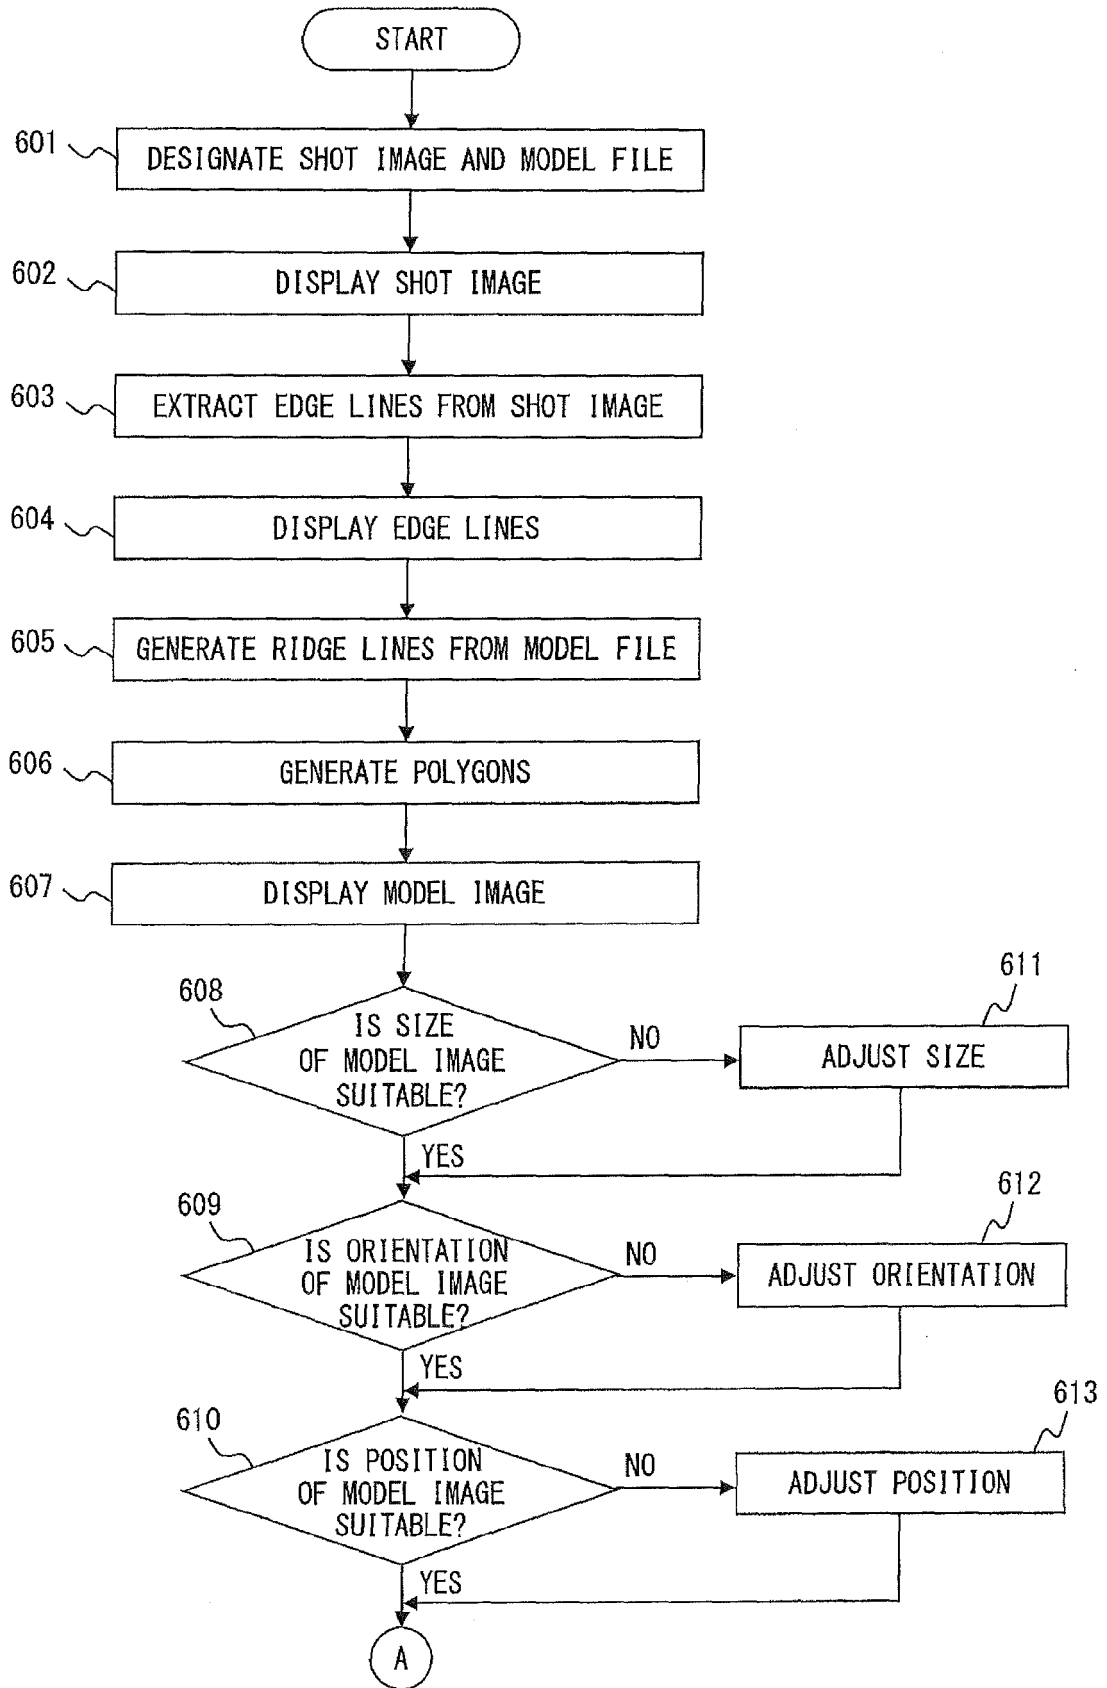 START
601
DESIGNATE SHOT IMAGE AND MODEL FILE
602
DISPLAY SHOT IMAGE
603
EXTRACT EDGE LINES FROM SHOT IMAGE
604
DISPLAY EDGE LINES
605
GENERATE RIDGE LINES FROM MODEL FILE
606
GENERATE POLYGONS
607
DISPLAY MODEL IMAGE
608
IS SIZE
OF MODEL IMAGE
SUITABLE?
NO
611
ADJUST SIZE
YES
609
IS ORIENTATION
OF MODEL IMAGE
SUITABLE?
NO
612
ADJUST ORIENTATION
YES
610
IS POSITION
OF MODEL IMAGE
SUITABLE?
NO
613
ADJUST POSITION
YES
A